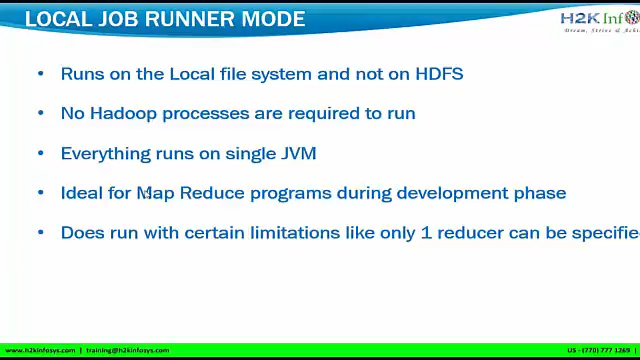 LOCAL JOB RUNNER MODE
H2K Inf
Dream, Strive & Achi
• Runs on the Local file system and not on HDFS
• No Hadoop processes are required to run
• Everything runs on single JVM
• Ideal for Map Reduce programs during development phase
• Does run with certain limitations like only 1 reducer can be specifie
www.h2kinfosys.com | training@h2kinfosys.com
US - (770) 777 1269 |